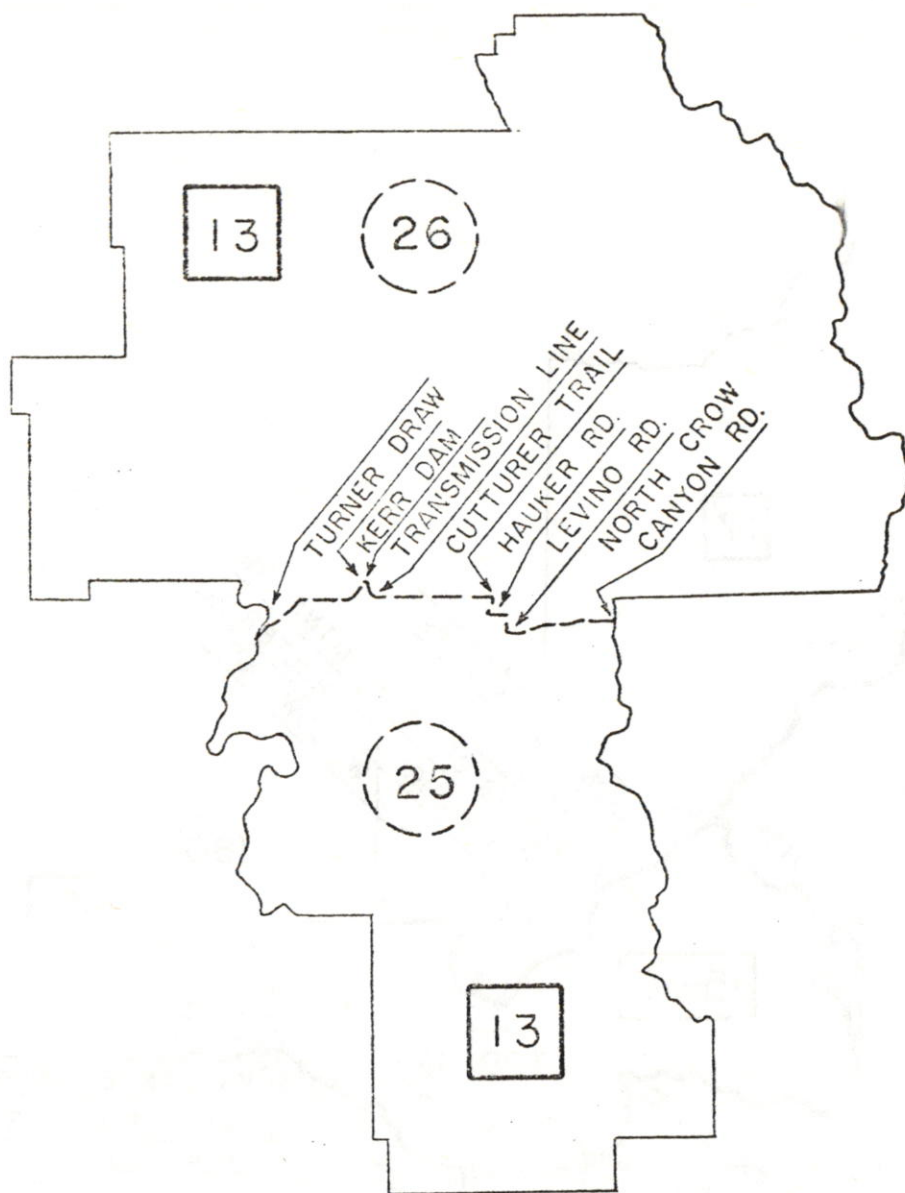 13
26
TURNER DRAW
KERR DAM
TRANSMISSION LINE
CUTTURER TRAIL
HAUKER RD.
LEVINO RD.
NORTH CROW
CANYON RD.
25
13